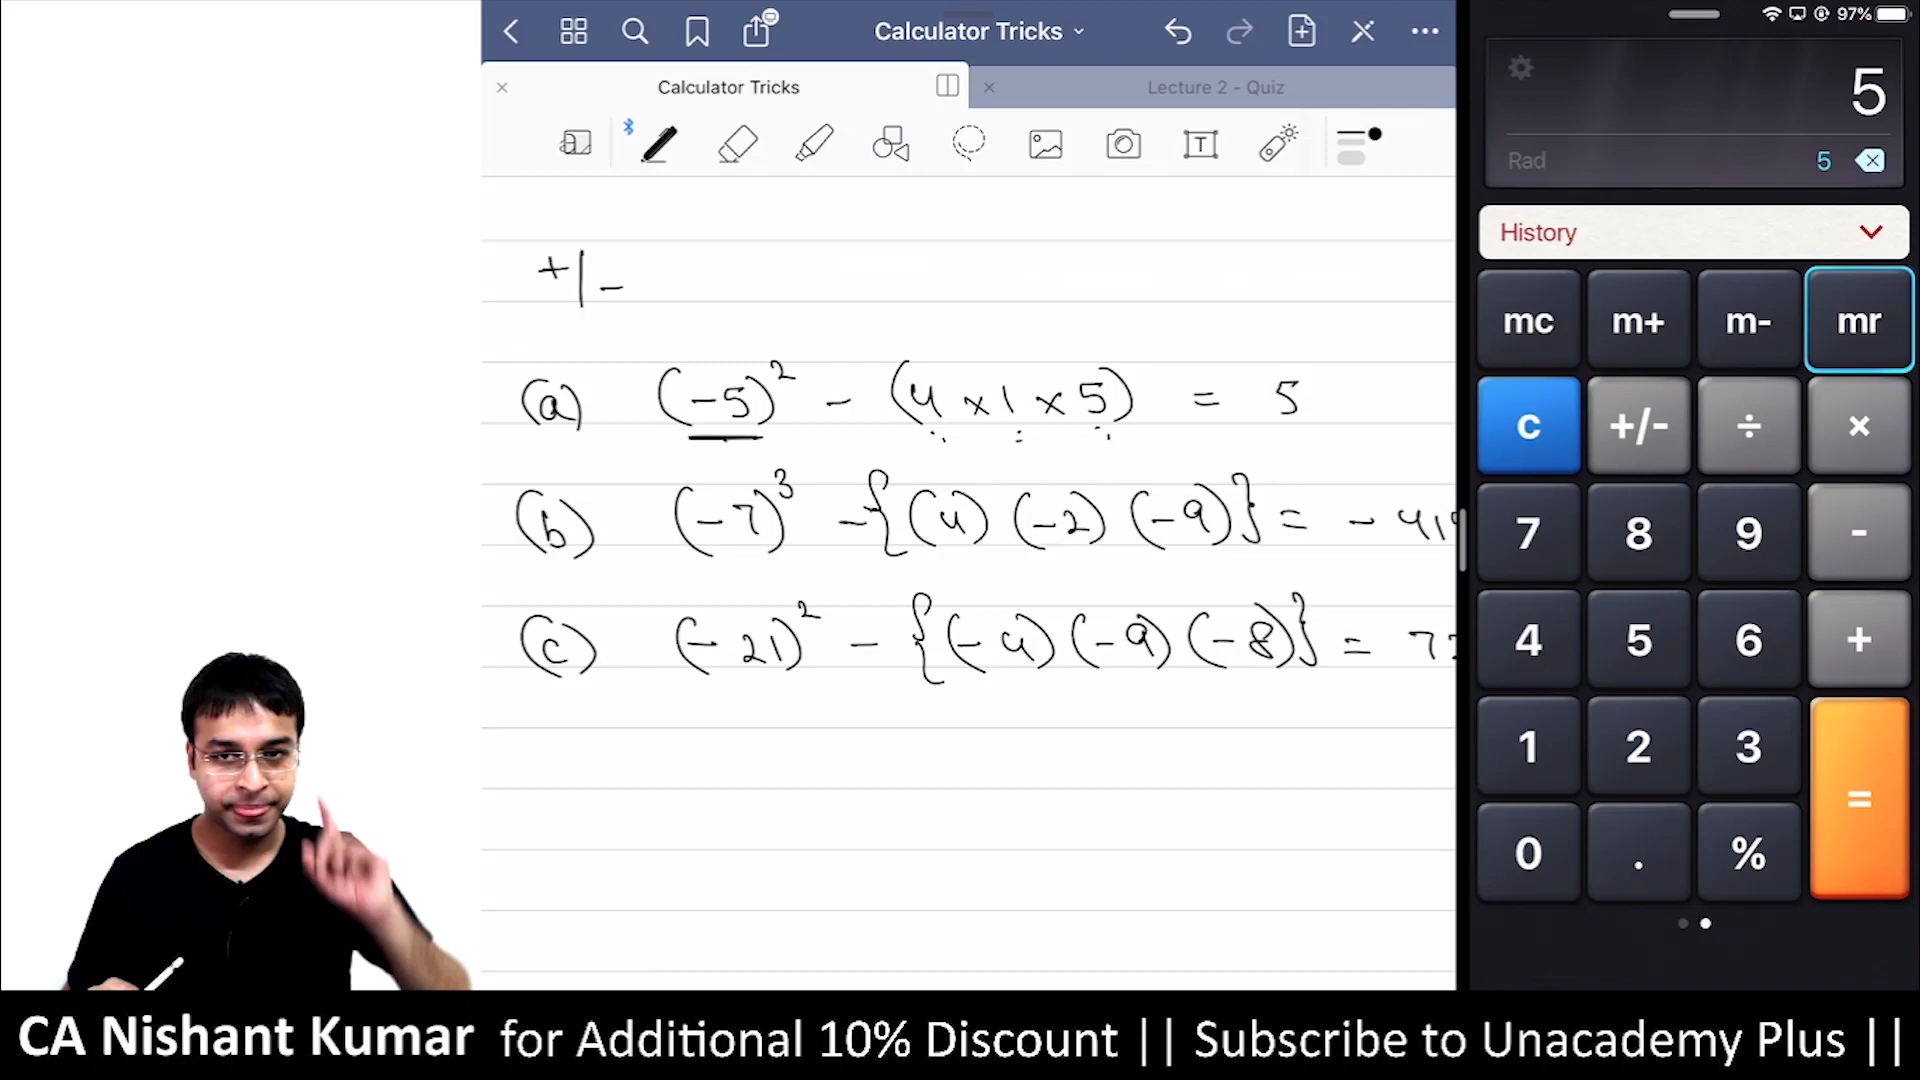 Calculator Tricks
Calculator Tricks
Lecture 2 - Quiz
+/-
(a) (-5)² - (4 × 1 × 5) = 5
(b) (-7)³ - {(4) (-2) (-9)} = - 41
(c) (-21)² - {(-4) (-9) (-8)} = 7
97%
5
Rad 5
History
mc m+ m- mr
c +/- ÷ ×
7 8 9 -
4 5 6 +
1 2 3
0 . % =
CA Nishant Kumar for Additional 10% Discount || Subscribe to Unacademy Plus ||